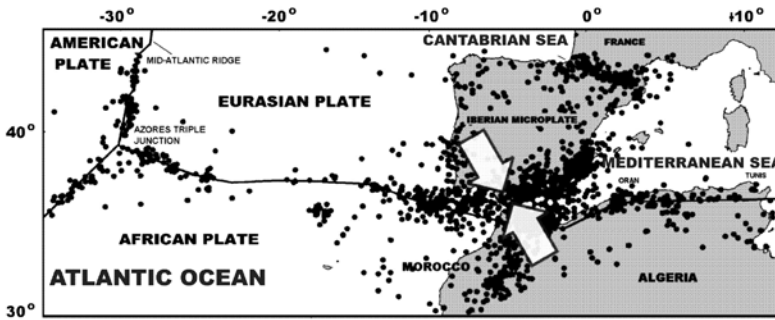 -30° -20° -10° 0° +10°
AMERICAN
PLATE
MID-ATLANTIC RIDGE
CANTABRIAN SEA
FRANCE
EURASIAN PLATE
IBERIAN MICROPLATE
40°
AZORES TRIPLE
JUNCTION
MEDITERRANEAN SEA
ORAN
TUNIS
AFRICAN PLATE
MOROCCO
ATLANTIC OCEAN
ALGERIA
30°